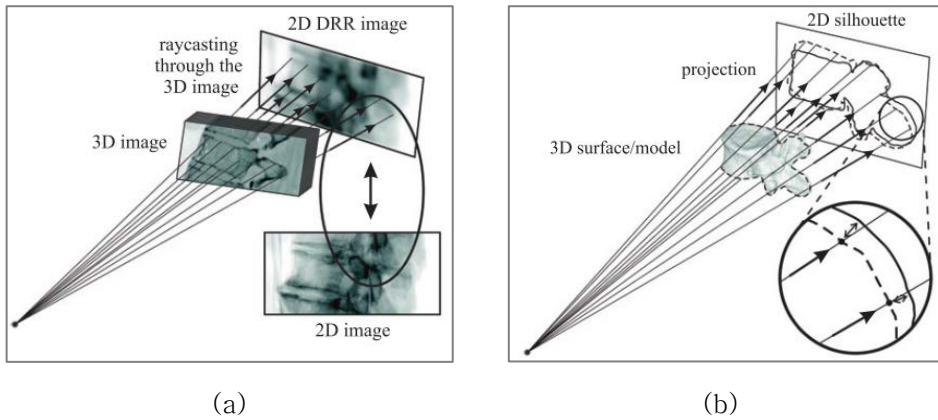 2D DRR image
raycasting
through the
3D image
3D image
2D image
(a)
2D silhouette
projection
3D surface/model
(b)